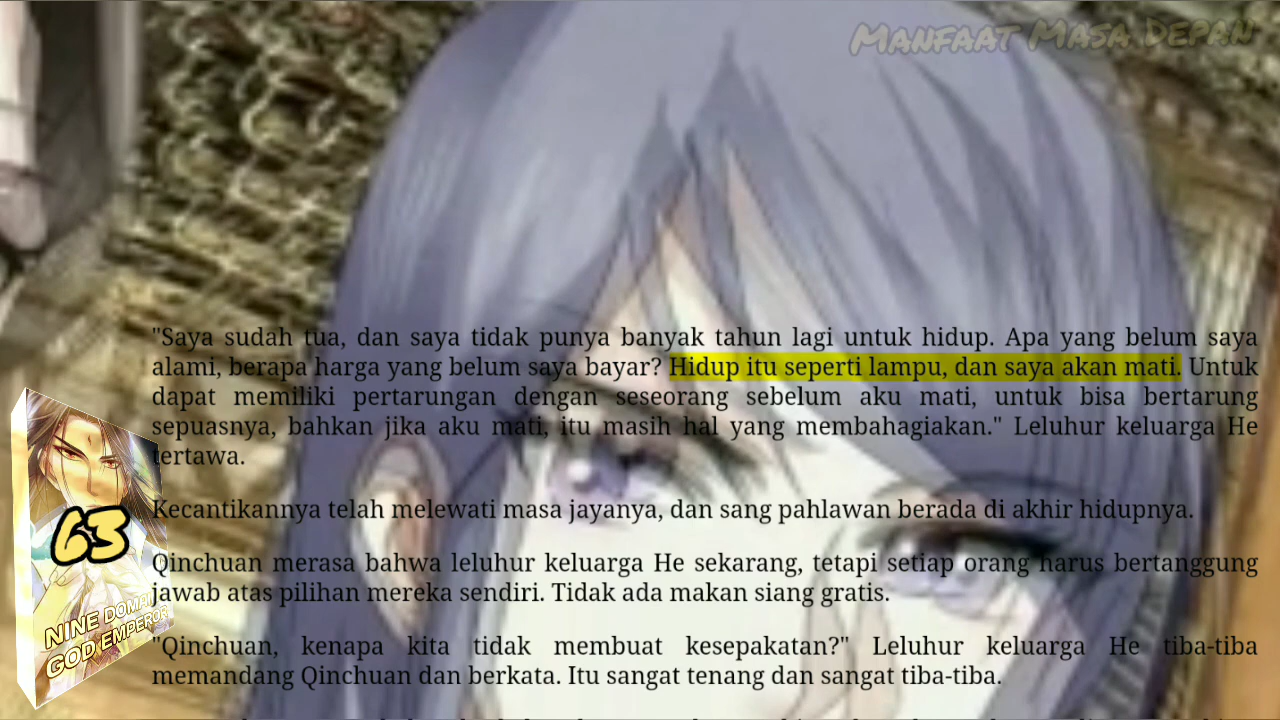 Manfaat Masa Depan
"Saya sudah tua, dan saya tidak punya banyak tahun lagi untuk hidup. Apa yang belum saya
alami, berapa harga yang belum saya bayar? Hidup itu seperti lampu, dan saya akan mati. Untuk
dapat memiliki pertarungan dengan seseorang sebelum aku mati, untuk bisa bertarung
sepuasnya, bahkan jika aku mati, itu masih hal yang membahagiakan." Leluhur keluarga He
tertawa.
Kecantikannya telah melewati masa jayanya, dan sang pahlawan berada di akhir hidupnya.
Qinchuan merasa bahwa leluhur keluarga He sekarang, tetapi setiap orang harus bertanggung
jawab atas pilihan mereka sendiri. Tidak ada makan siang gratis.
"Qinchuan, kenapa kita tidak membuat kesepakatan?" Leluhur keluarga He tiba-tiba
memandang Qinchuan dan berkata. Itu sangat tenang dan sangat tiba-tiba.
63
NINE DOMAIN
GOD EMPEROR